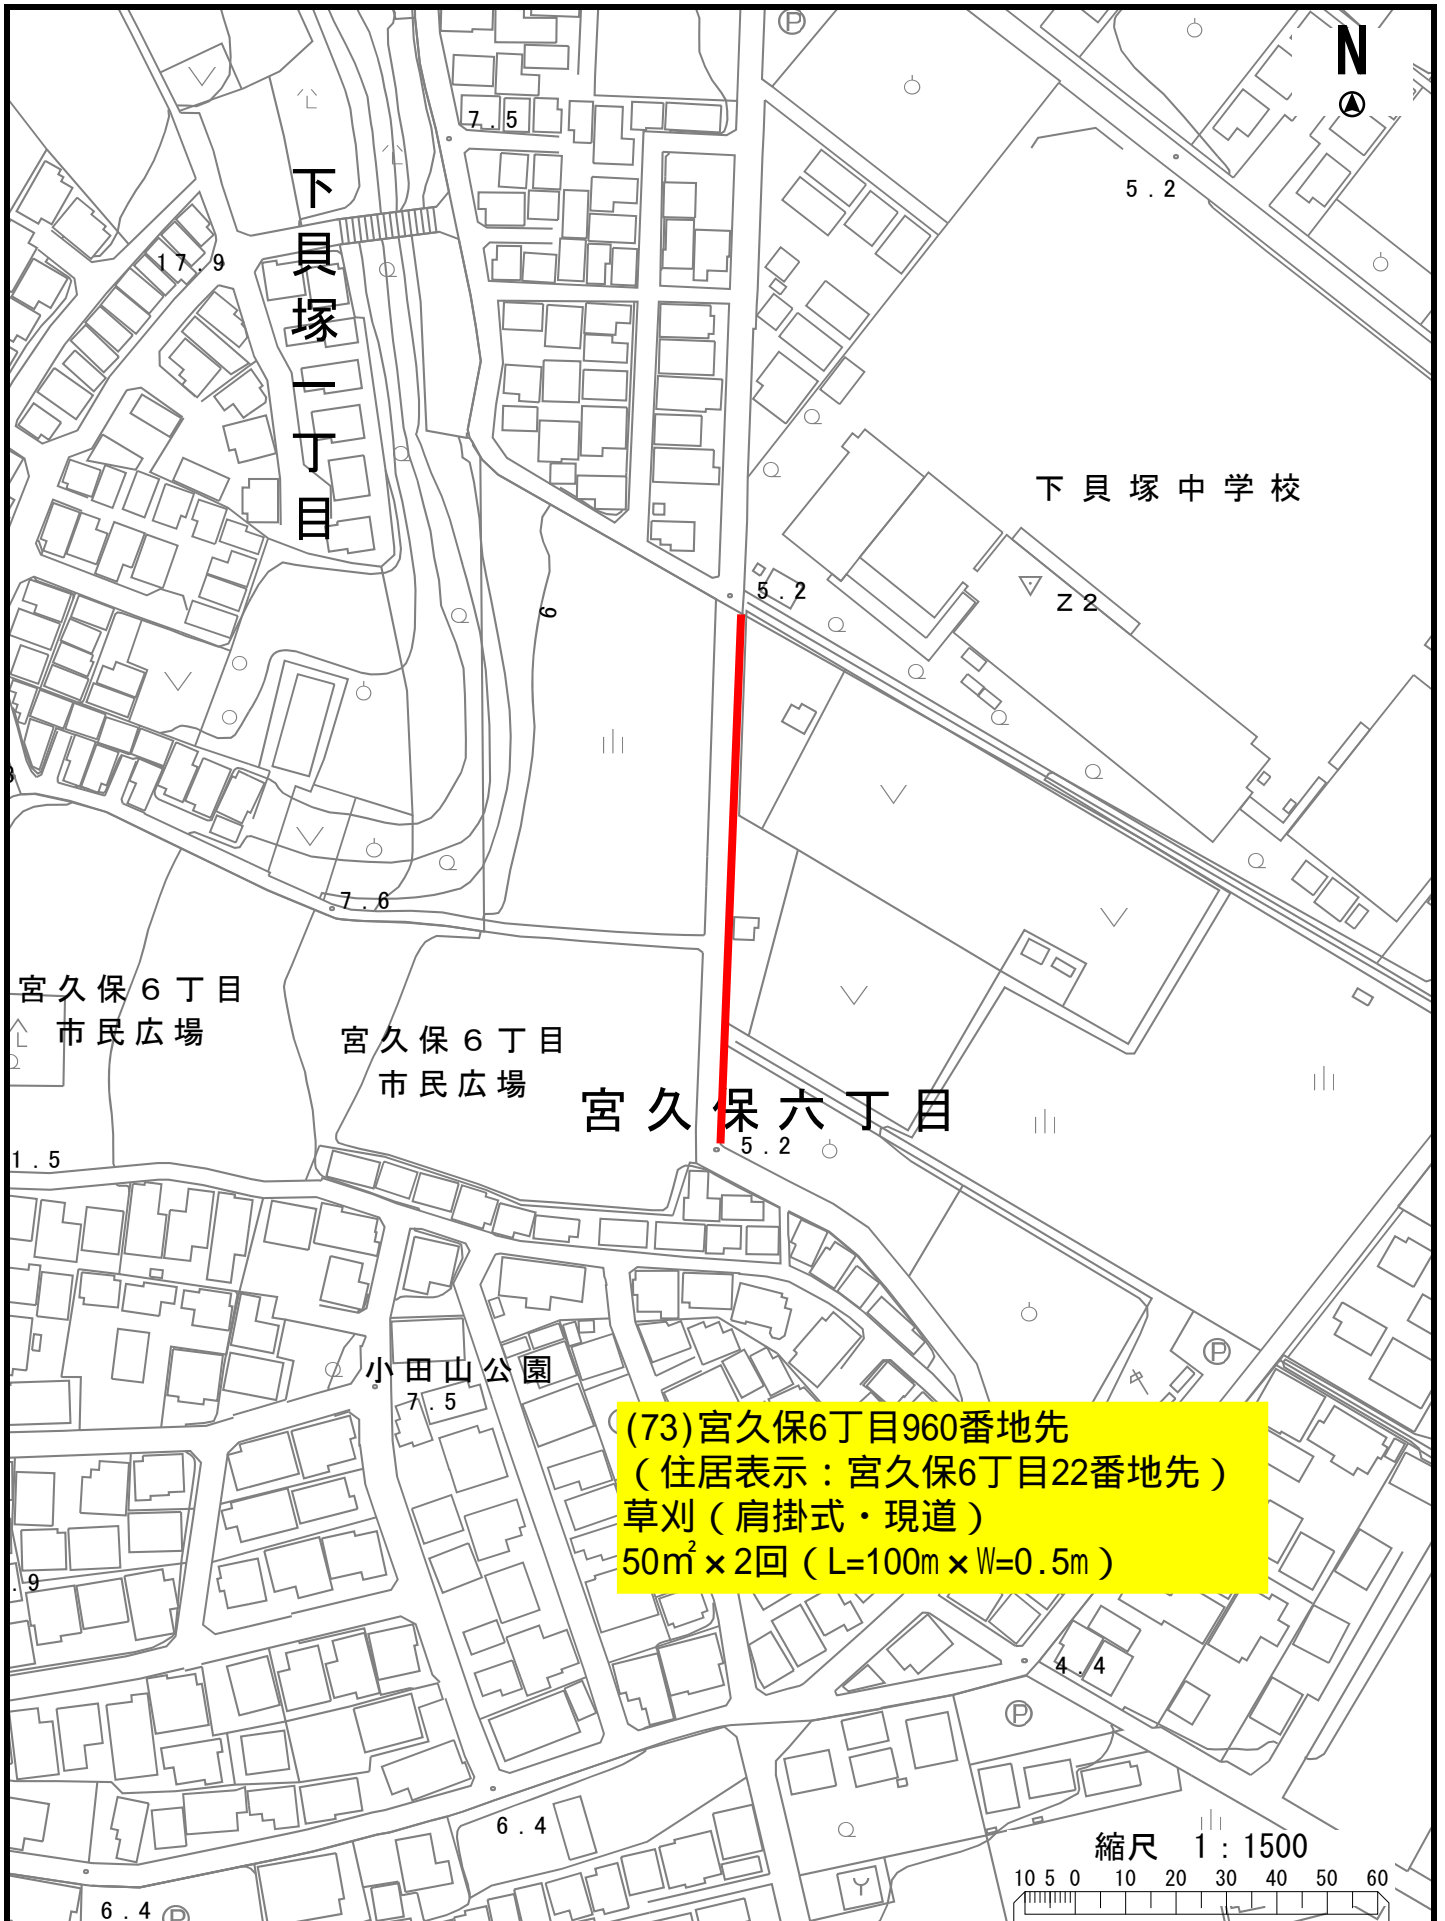 N
7.5
5.2
下貝塚一丁目
17.9
下貝塚中学校
5.2
Z2
6
7.6
宮久保6丁目
市民広場
宮久保6丁目
市民広場
宮久保六丁目
5.2
1.5
小田山公園
7.5
(73)宮久保6丁目960番地先
(住居表示:宮久保6丁目22番地先)
草刈(肩掛式・現道)
50㎡×2回(L=100m×W=0.5m)
.9
4.4
6.4
縮尺 1:1500
10 5 0 10 20 30 40 50 60
6.4
P
P
P
P